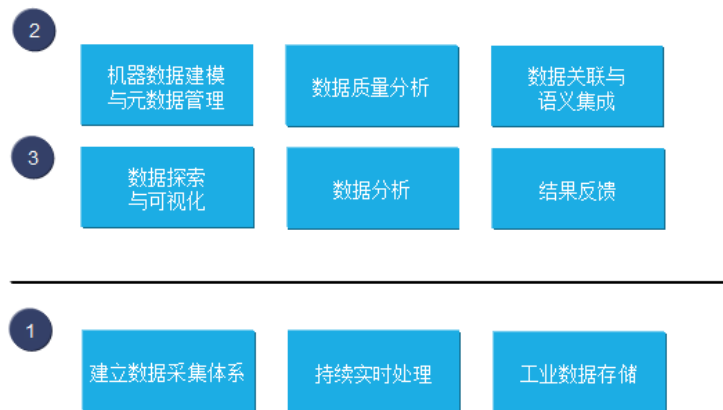 2
机器数据建模
与元数据管理
数据质量分析
数据关联与
语义集成
3
数据探索
与可视化
数据分析
结果反馈
1
建立数据采集体系
持续实时处理
工业数据存储